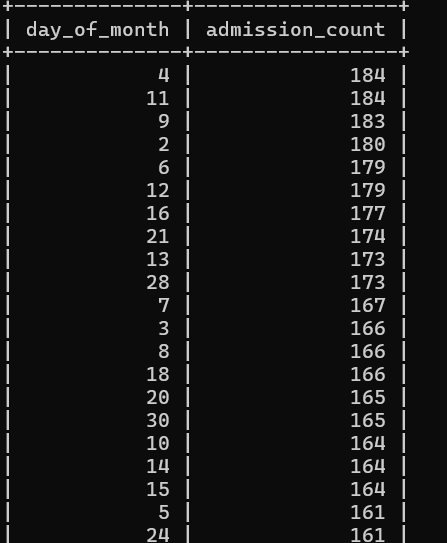 +--------------+-----------------+
| day_of_month | admission_count |
+--------------+-----------------+
|            4 |             184 |
|           11 |             184 |
|            9 |             183 |
|            2 |             180 |
|            6 |             179 |
|           12 |             179 |
|           16 |             177 |
|           21 |             174 |
|           13 |             173 |
|           28 |             173 |
|            7 |             167 |
|            3 |             166 |
|            8 |             166 |
|           18 |             166 |
|           20 |             165 |
|           30 |             165 |
|           10 |             164 |
|           14 |             164 |
|           15 |             164 |
|            5 |             161 |
|           24 |             161 |